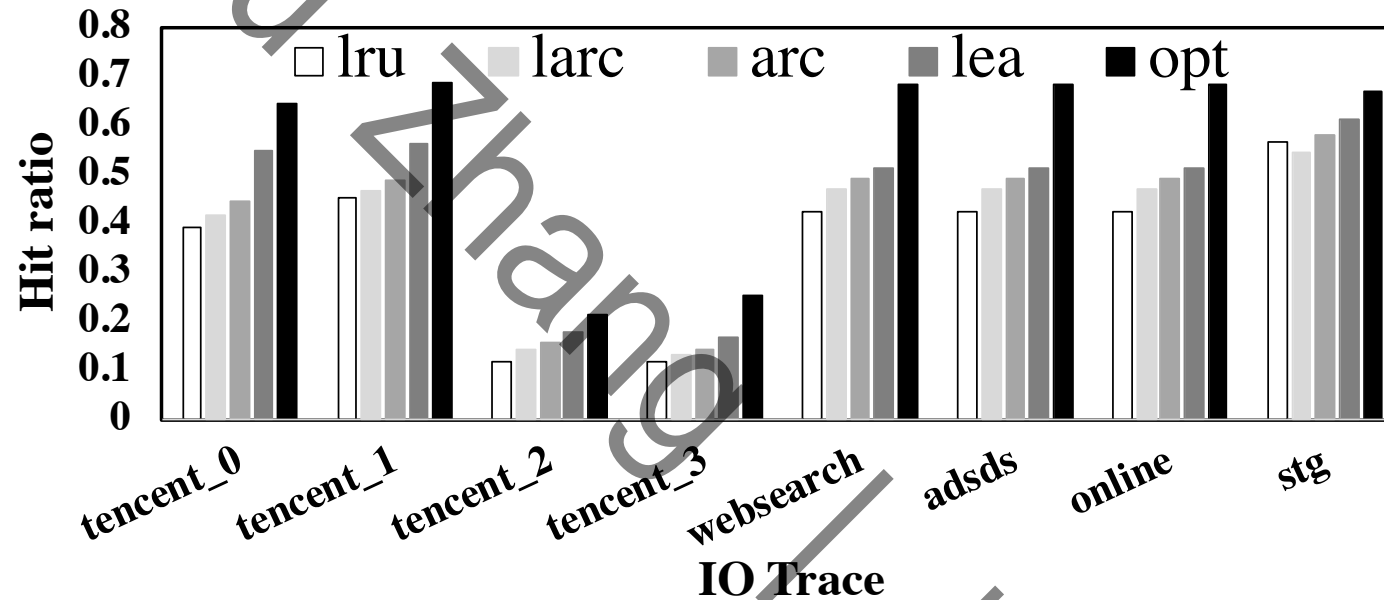 0.8
lru larc arc lea opt
0.7
0.6
0.5
0.4
0.3
0.2
0.1
0
Hit ratio
tencent_0 tencent_1 tencent_2 tencent_3 websearch adsds online stg
IO Trace
Zhang